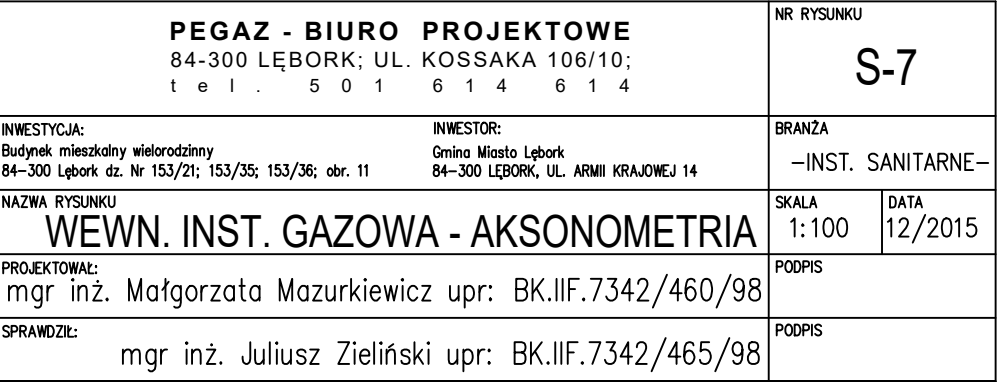 PEGAZ - BIURO PROJEKTOWE
84-300 LĘBORK; UL. KOSSAKA 106/10;
tel. 501 614 614
NR RYSUNKU
S-7
INWESTYCJA:
Budynek mieszkalny wielorodzinny
84-300 Lębork dz. Nr 153/21; 153/35; 153/36; obr. 11
INWESTOR:
Gmina Miasto Lębork
84-300 ŁĘBORK, UL. ARMII KRAJOWEJ 14
BRANŻA
-INST. SANITARNE-
NAZWA RYSUNKU
WEWN. INST. GAZOWA - AKSONOMETRIA
SKALA
1:100
DATA
12/2015
PROJEKTOWAŁ:
mgr inż. Małgorzata Mazurkiewicz upr: BK.IIF.7342/460/98
PODPIS
SPRAWDZIŁ:
mgr inż. Juliusz Zieliński upr: BK.IIF.7342/465/98
PODPIS